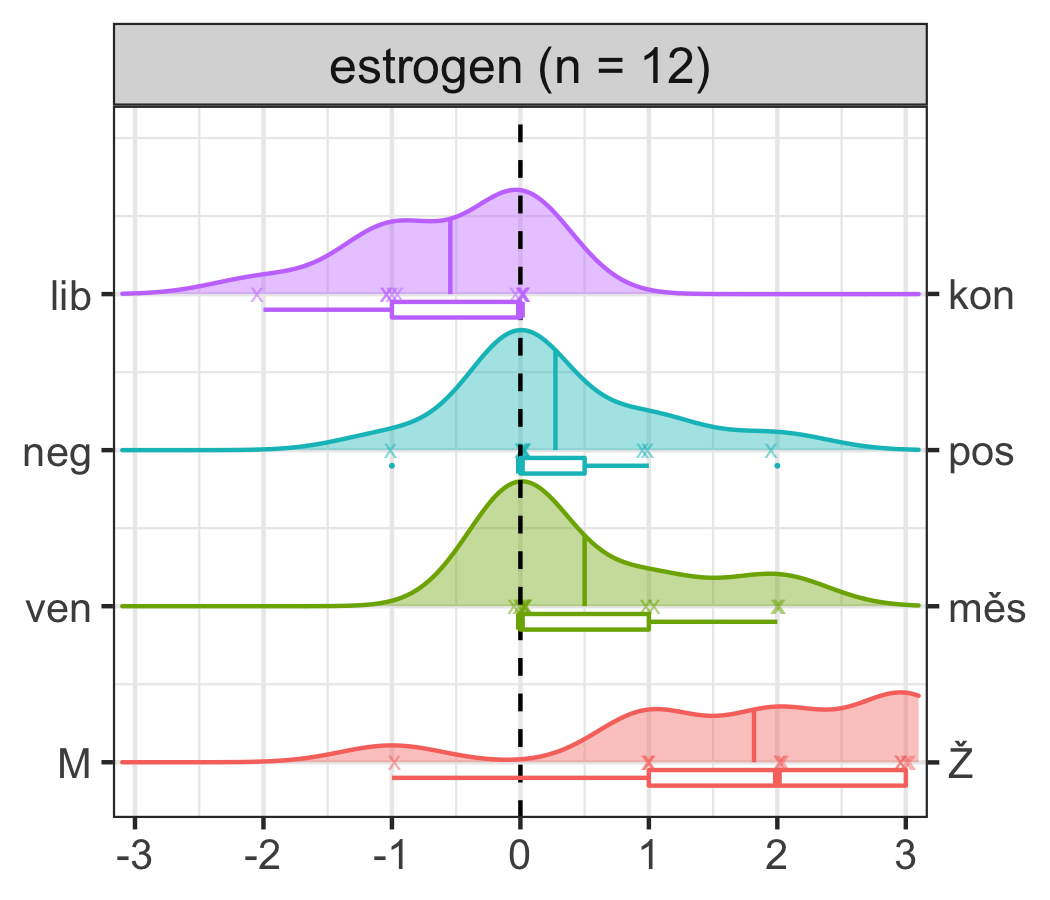 estrogen (n = 12)
lib kon
neg pos
ven měs
M Ž
-3 -2 -1 0 1 2 3